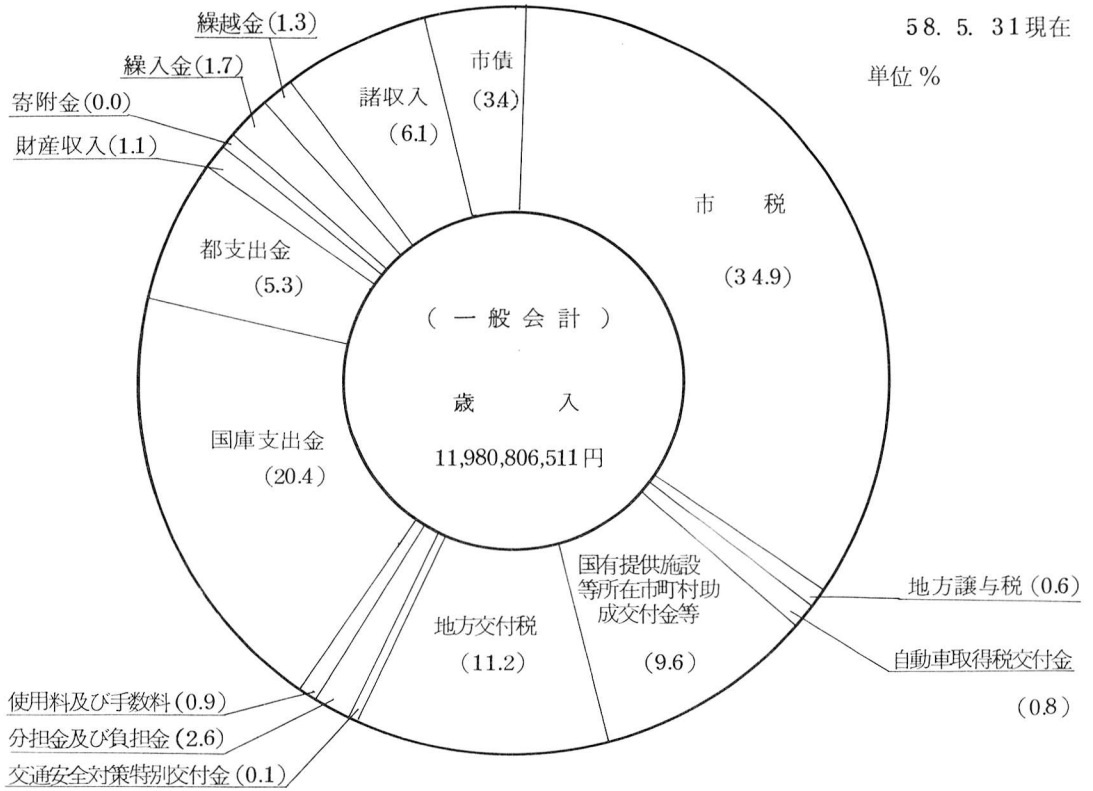 58.5.31現在
単位 %
市税
(34.9)
地方譲与税(0.6)
自動車取得税交付金
(0.8)
国有提供施設
等所在市町村助
成交付金等
(9.6)
地方交付税
(11.2)
交通安全対策特別交付金(0.1)
分担金及び負担金(2.6)
使用料及び手数料(0.9)
国庫支出金
(20.4)
都支出金
(5.3)
財産収入(1.1)
寄附金(0.0)
繰入金(1.7)
繰越金(1.3)
諸収入
(6.1)
市債
(34)
(一般会計)
歳入
11,980,806,511円